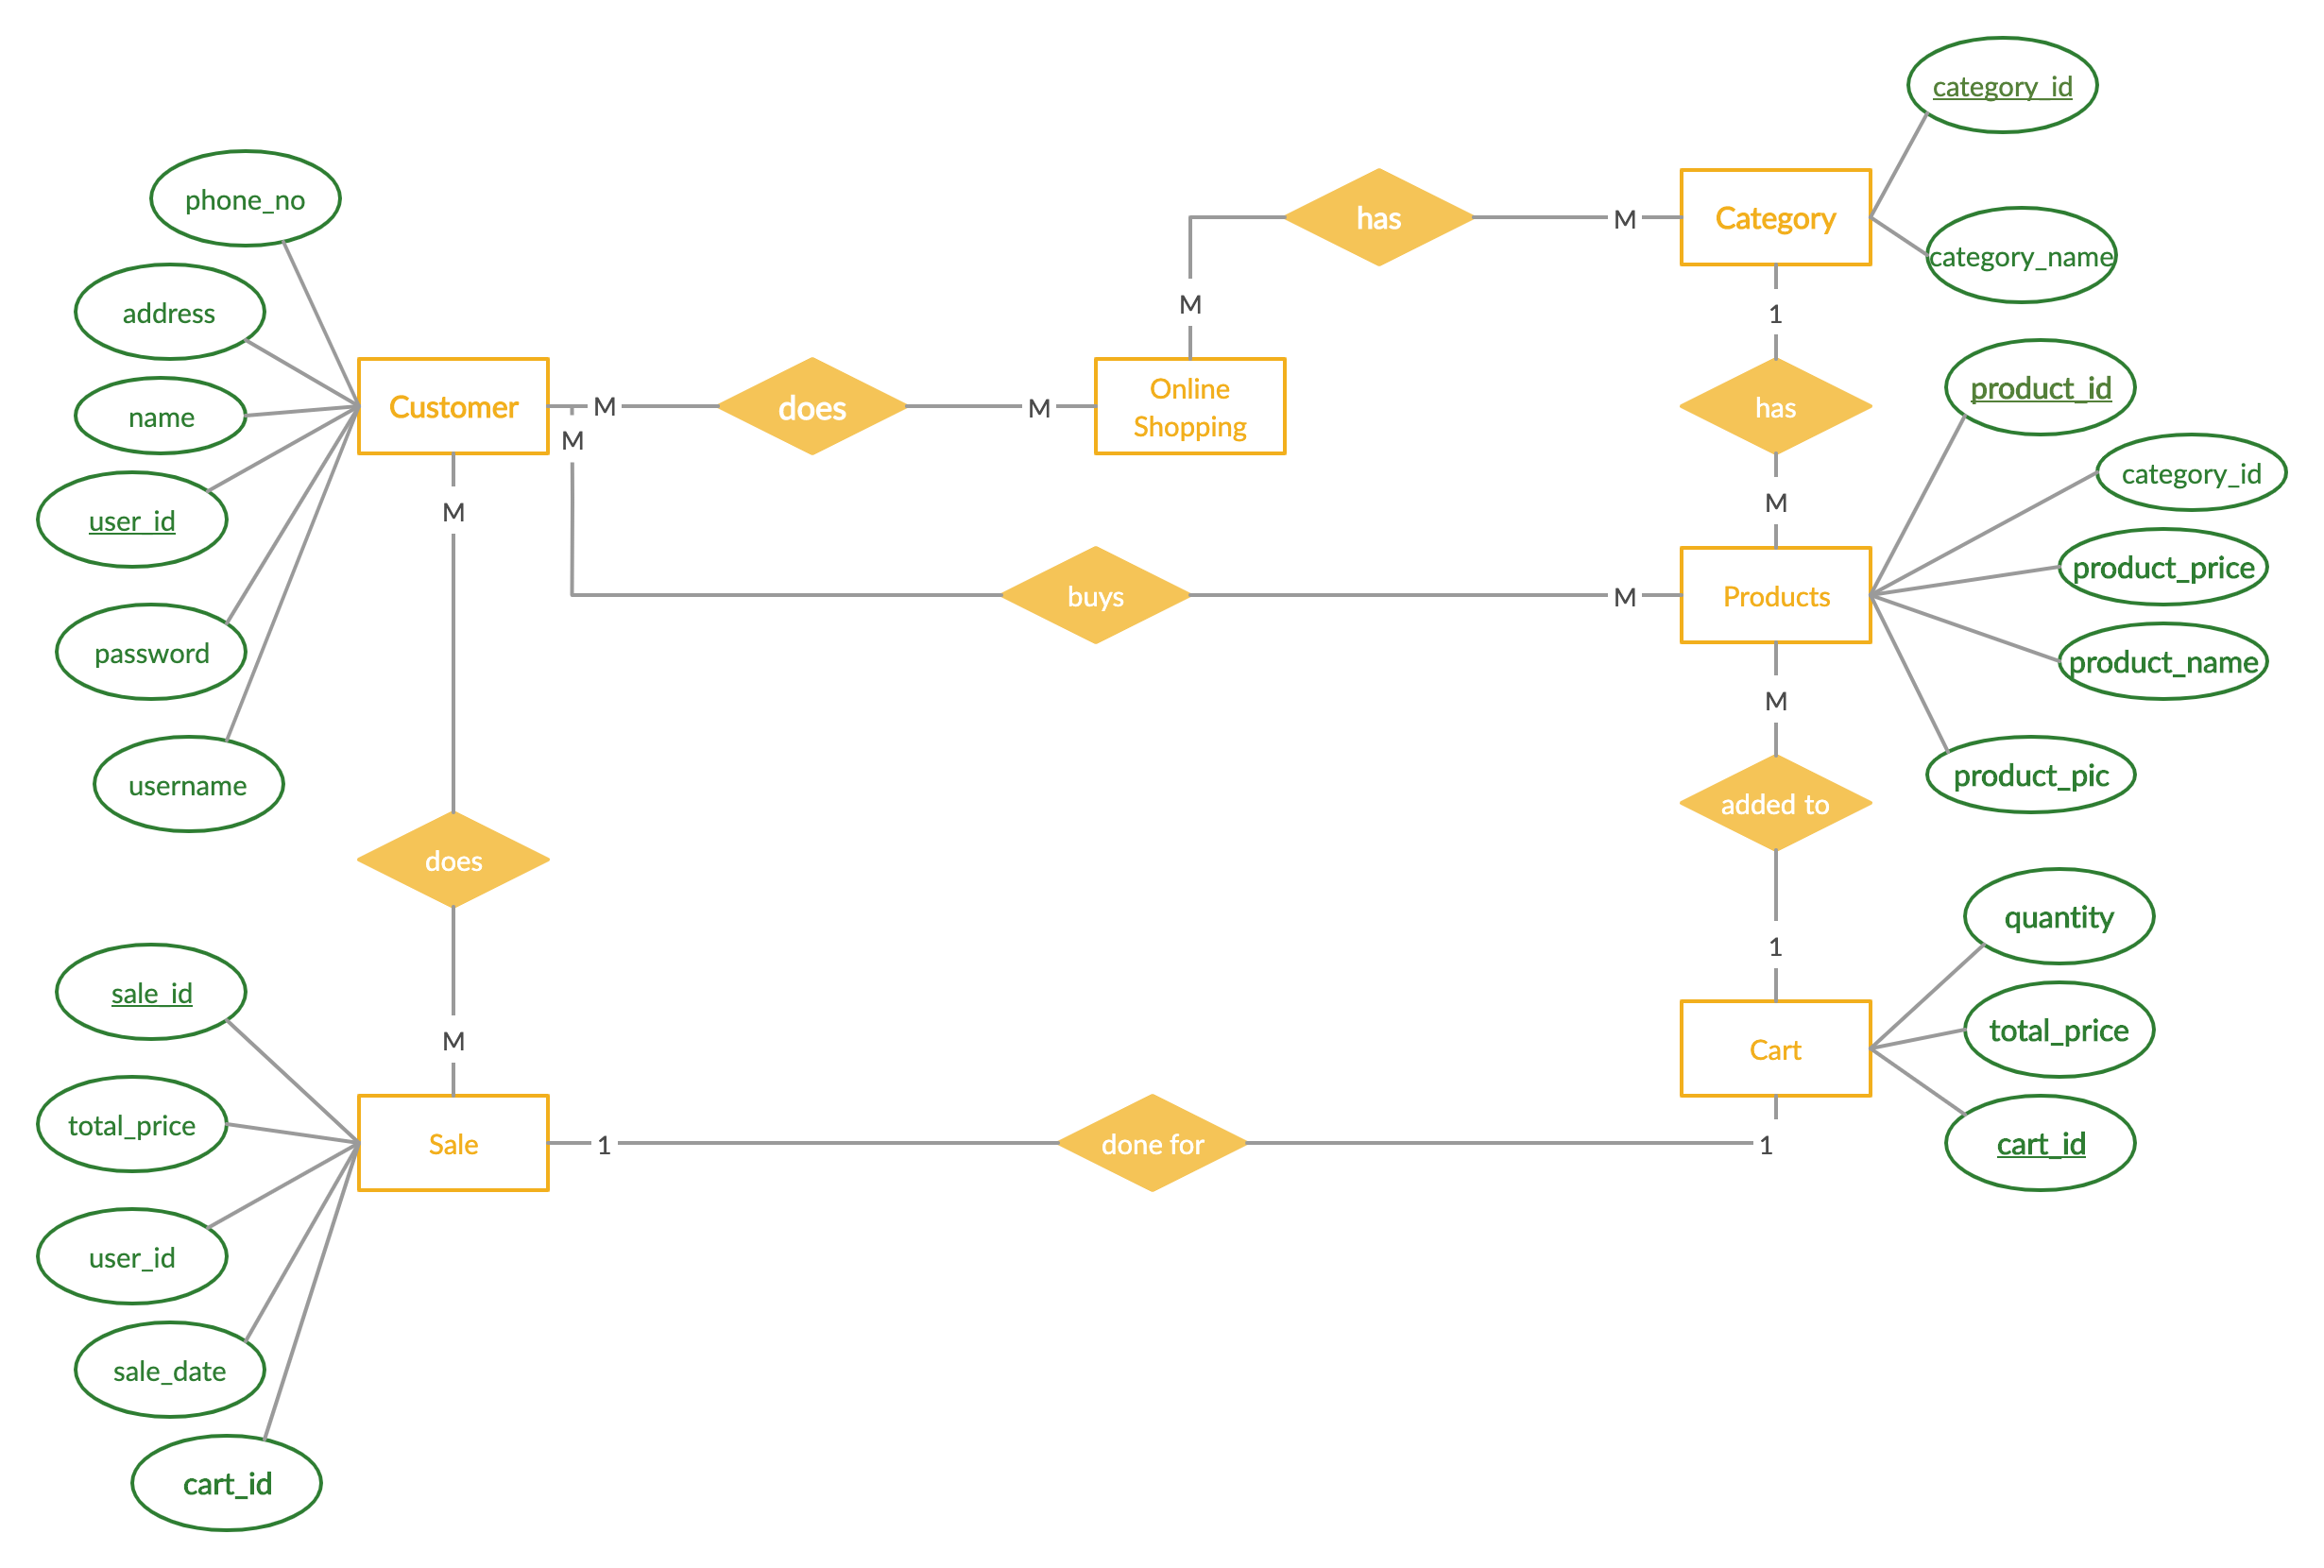 category_id
phone_no
has
M
Category
category_name
address
M
1
Customer
M
does
M
Online
Shopping
has
product_id
name
M
category_id
user_id
M
M
product_price
buys
M
Products
password
product_name
M
username
product_pic
added to
does
quantity
1
sale_id
total_price
M
Cart
total_price
Sale
1
done for
1
cart_id
user_id
sale_date
cart_id